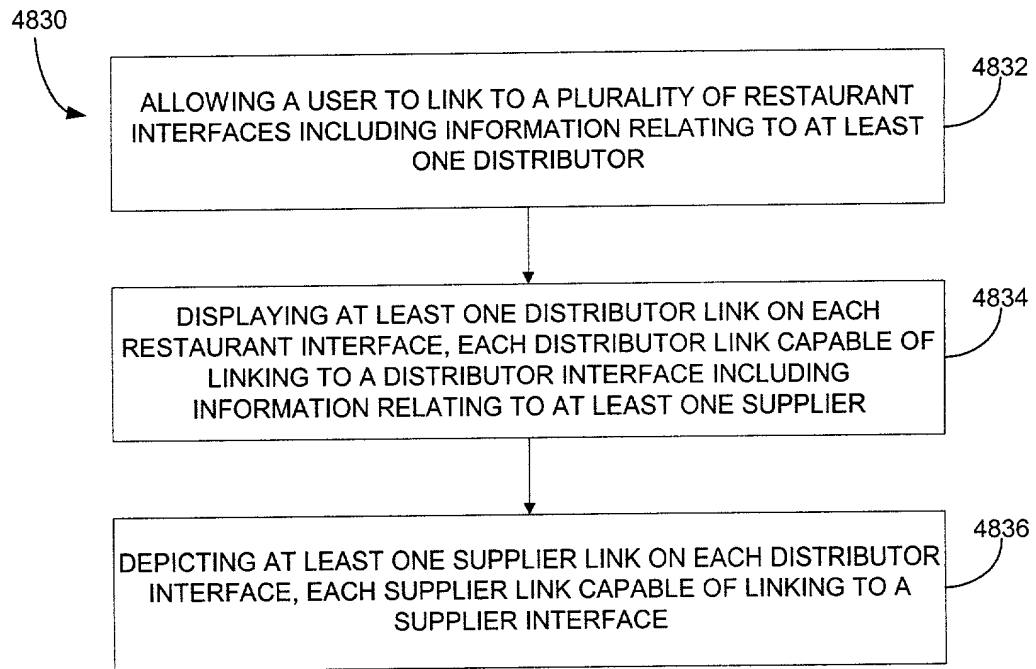 4830
4832
ALLOWING A USER TO LINK TO A PLURALITY OF RESTAURANT
INTERFACES INCLUDING INFORMATION RELATING TO AT LEAST
ONE DISTRIBUTOR
4834
DISPLAYING AT LEAST ONE DISTRIBUTOR LINK ON EACH
RESTAURANT INTERFACE, EACH DISTRIBUTOR LINK CAPABLE OF
LINKING TO A DISTRIBUTOR INTERFACE INCLUDING
INFORMATION RELATING TO AT LEAST ONE SUPPLIER
4836
DEPICTING AT LEAST ONE SUPPLIER LINK ON EACH DISTRIBUTOR
INTERFACE, EACH SUPPLIER LINK CAPABLE OF LINKING TO A
SUPPLIER INTERFACE